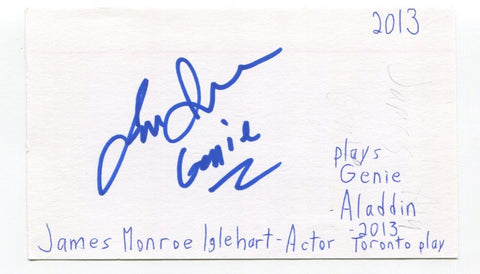 2013
Genie
plays
Genie
-Aladdin
-2013
James Monroe Iglehart-Actor Toronto play